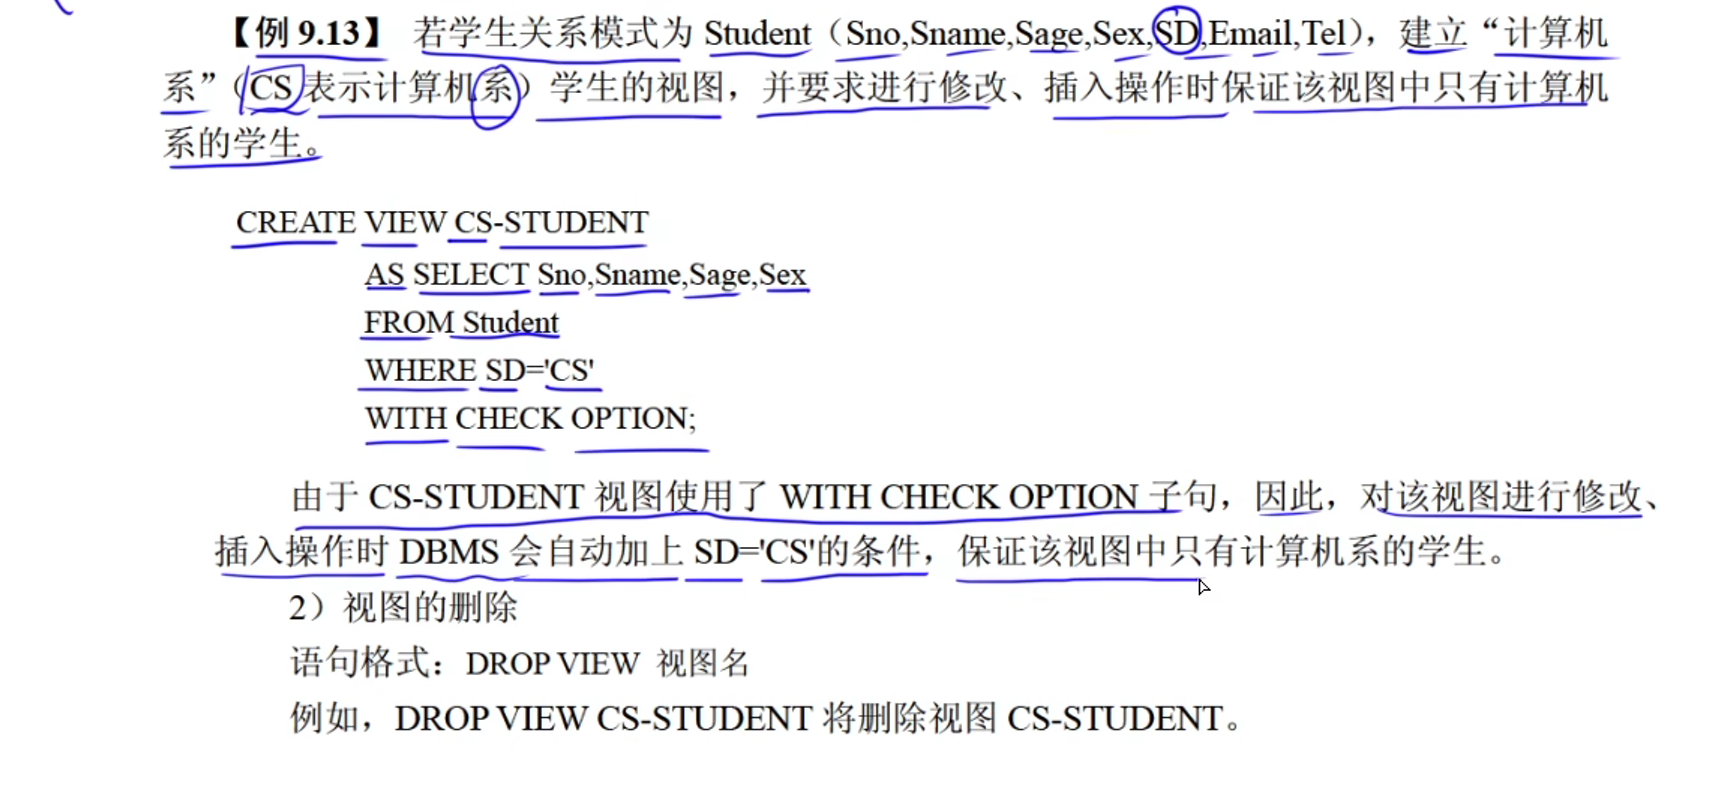 【例 9.13】 若学生关系模式为 Student（Sno,Sname,Sage,Sex,SD,Email,Tel），建立“计算机
系”（CS 表示计算机系）学生的视图，并要求进行修改、插入操作时保证该视图中只有计算机
系的学生。
CREATE VIEW CS-STUDENT
AS SELECT Sno,Sname,Sage,Sex
FROM Student
WHERE SD='CS'
WITH CHECK OPTION;
由于 CS-STUDENT 视图使用了 WITH CHECK OPTION 子句，因此，对该视图进行修改、
插入操作时 DBMS 会自动加上 SD='CS'的条件，保证该视图中只有计算机系的学生。
2）视图的删除
语句格式：DROP VIEW 视图名
例如，DROP VIEW CS-STUDENT 将删除视图 CS-STUDENT。